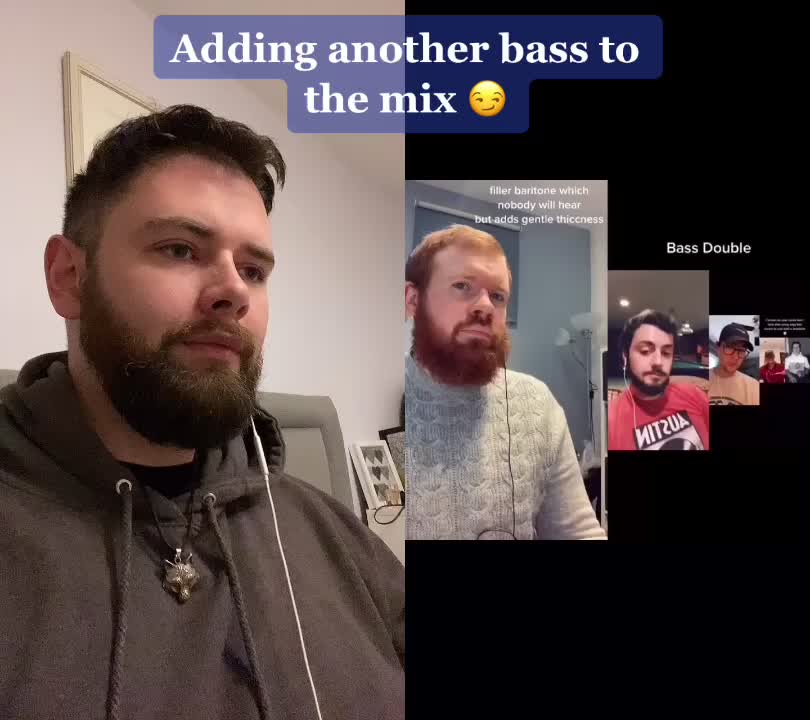 Adding another bass to
the mix 😏
filler baritone which
nobody will hear
but adds gentle thiccness
Bass Double
AUSTIN